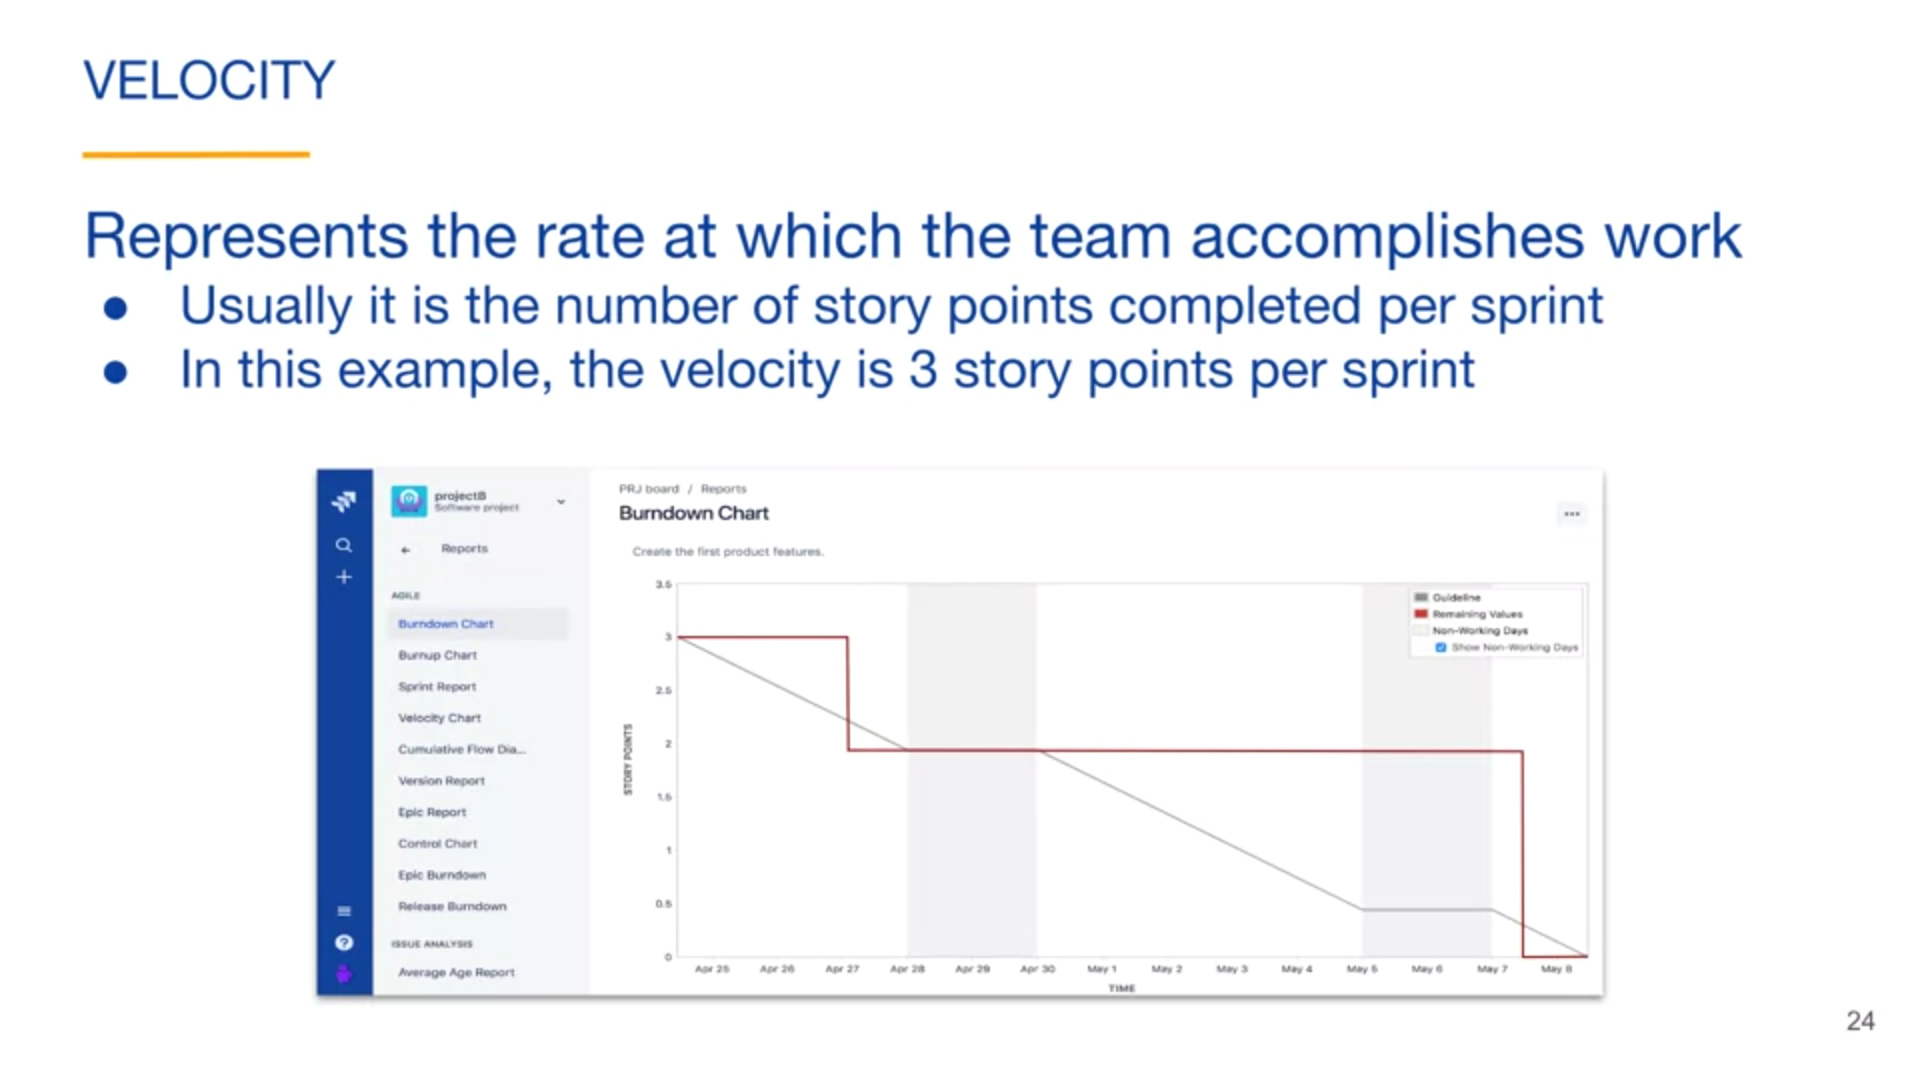 VELOCITY
Represents the rate at which the team accomplishes work
● Usually it is the number of story points completed per sprint
● In this example, the velocity is 3 story points per sprint
projectB
Software project
Reports
AGILE
Burndown Chart
Burnup Chart
Sprint Report
Velocity Chart
Cumulative Flow Dia...
Version Report
Epic Report
Control Chart
Epic Burndown
Release Burndown
ISSUE ANALYSIS
Average Age Report
PRJ board / Reports
Burndown Chart
Create the first product features.
Guideline
Remaining Values
Non-Working Days
Show Non-Working Days
STORY POINTS
3.5
3
2.5
2
1.5
1
0.5
0
Apr 25 Apr 26 Apr 27 Apr 28 Apr 29 Apr 30 May 1 May 2 May 3 May 4 May 5 May 6 May 7 May 8
TIME
24